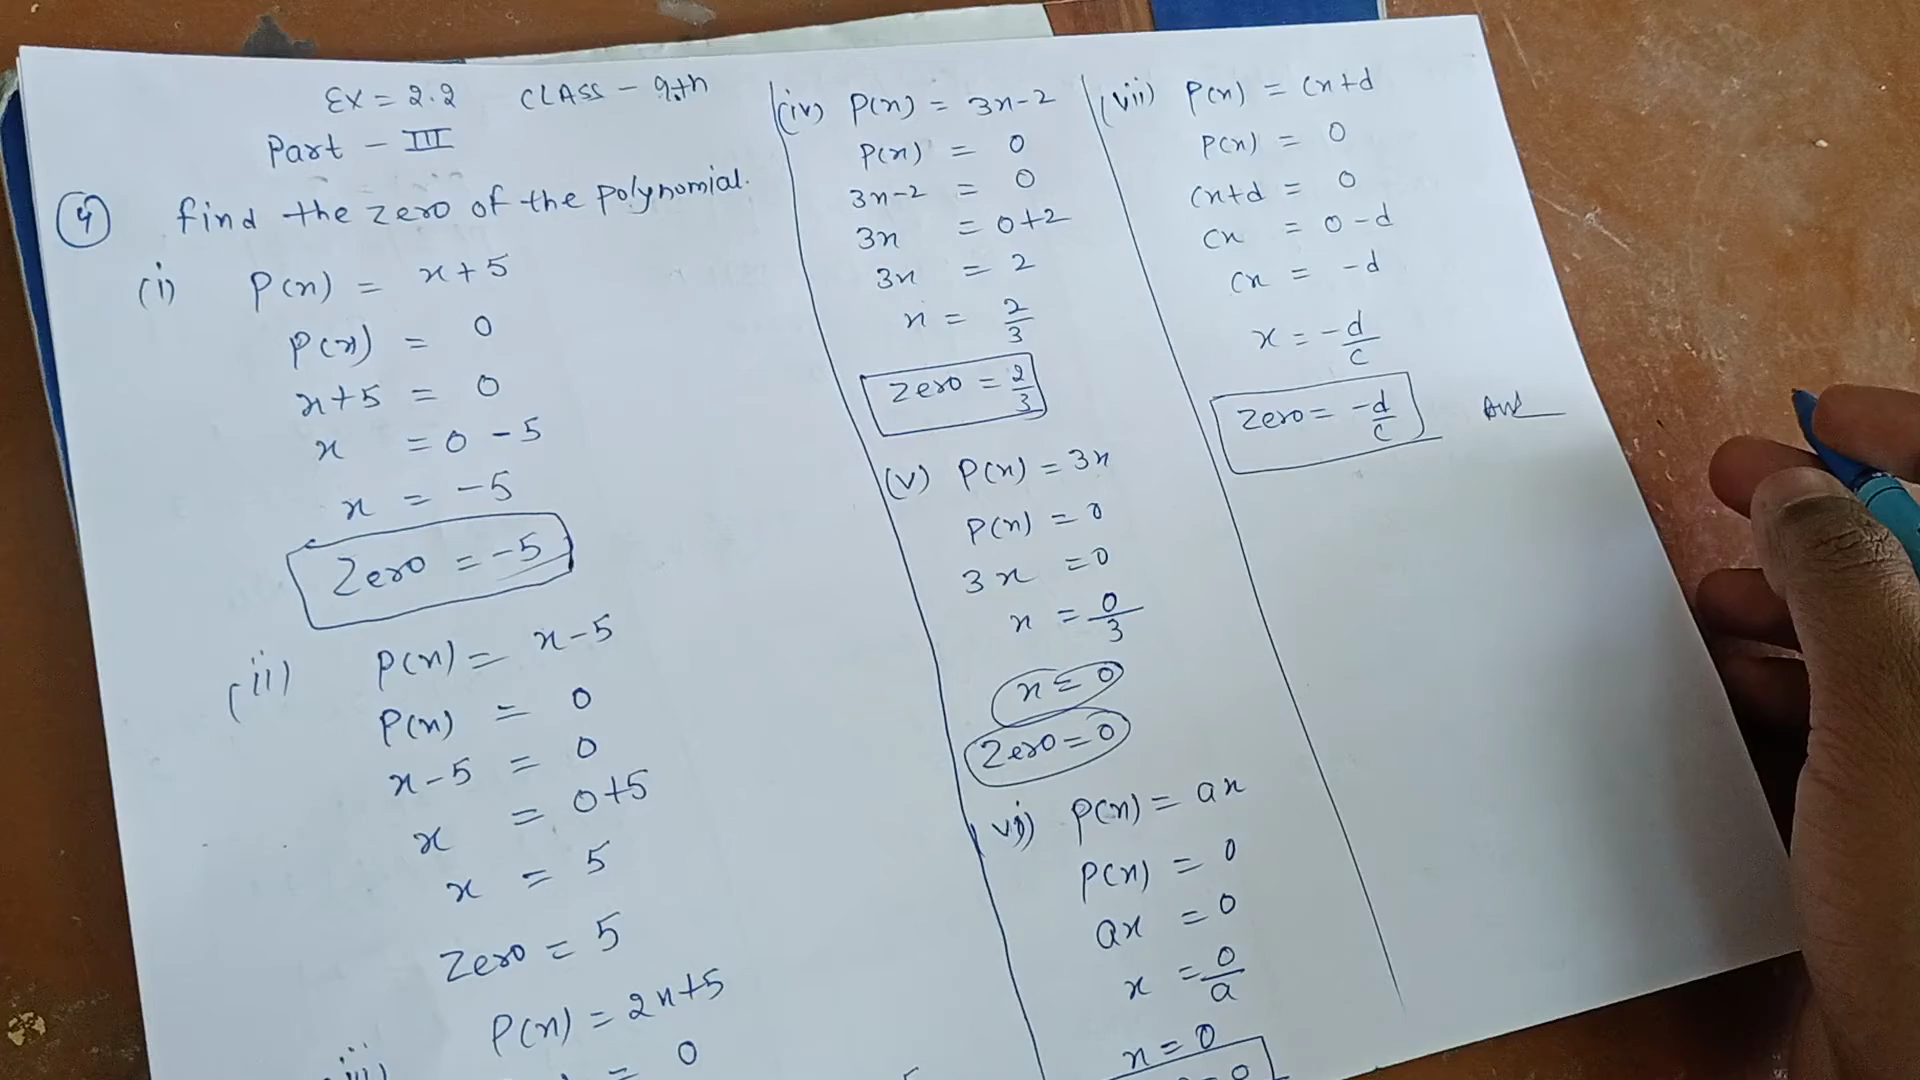 Ex = 2.2 CLASS - 9th
Part - III
(4) find the zero of the polynomial.
(i) P(x) = x+5
P(x) = 0
x+5 = 0
x = 0-5
x = -5
Zero = -5
(ii) P(x) = x-5
P(x) = 0
x-5 = 0
x = 0+5
x = 5
Zero = 5
(iii) P(x) = 2x+5
= 0
(iv) P(x) = 3x-2
P(x) = 0
3x-2 = 0
3x = 0+2
3x = 2
x = 2/3
Zero = 2/3
(v) P(x) = 3x
P(x) = 0
3x = 0
x = 0/3
x = 0
Zero = 0
vi) P(x) = ax
P(x) = 0
ax = 0
x = 0/a
x = 0
(vii) P(x) = cx+d
P(x) = 0
cx+d = 0
cx = 0-d
cx = -d
x = -d/c
Zero = -d/c Ans